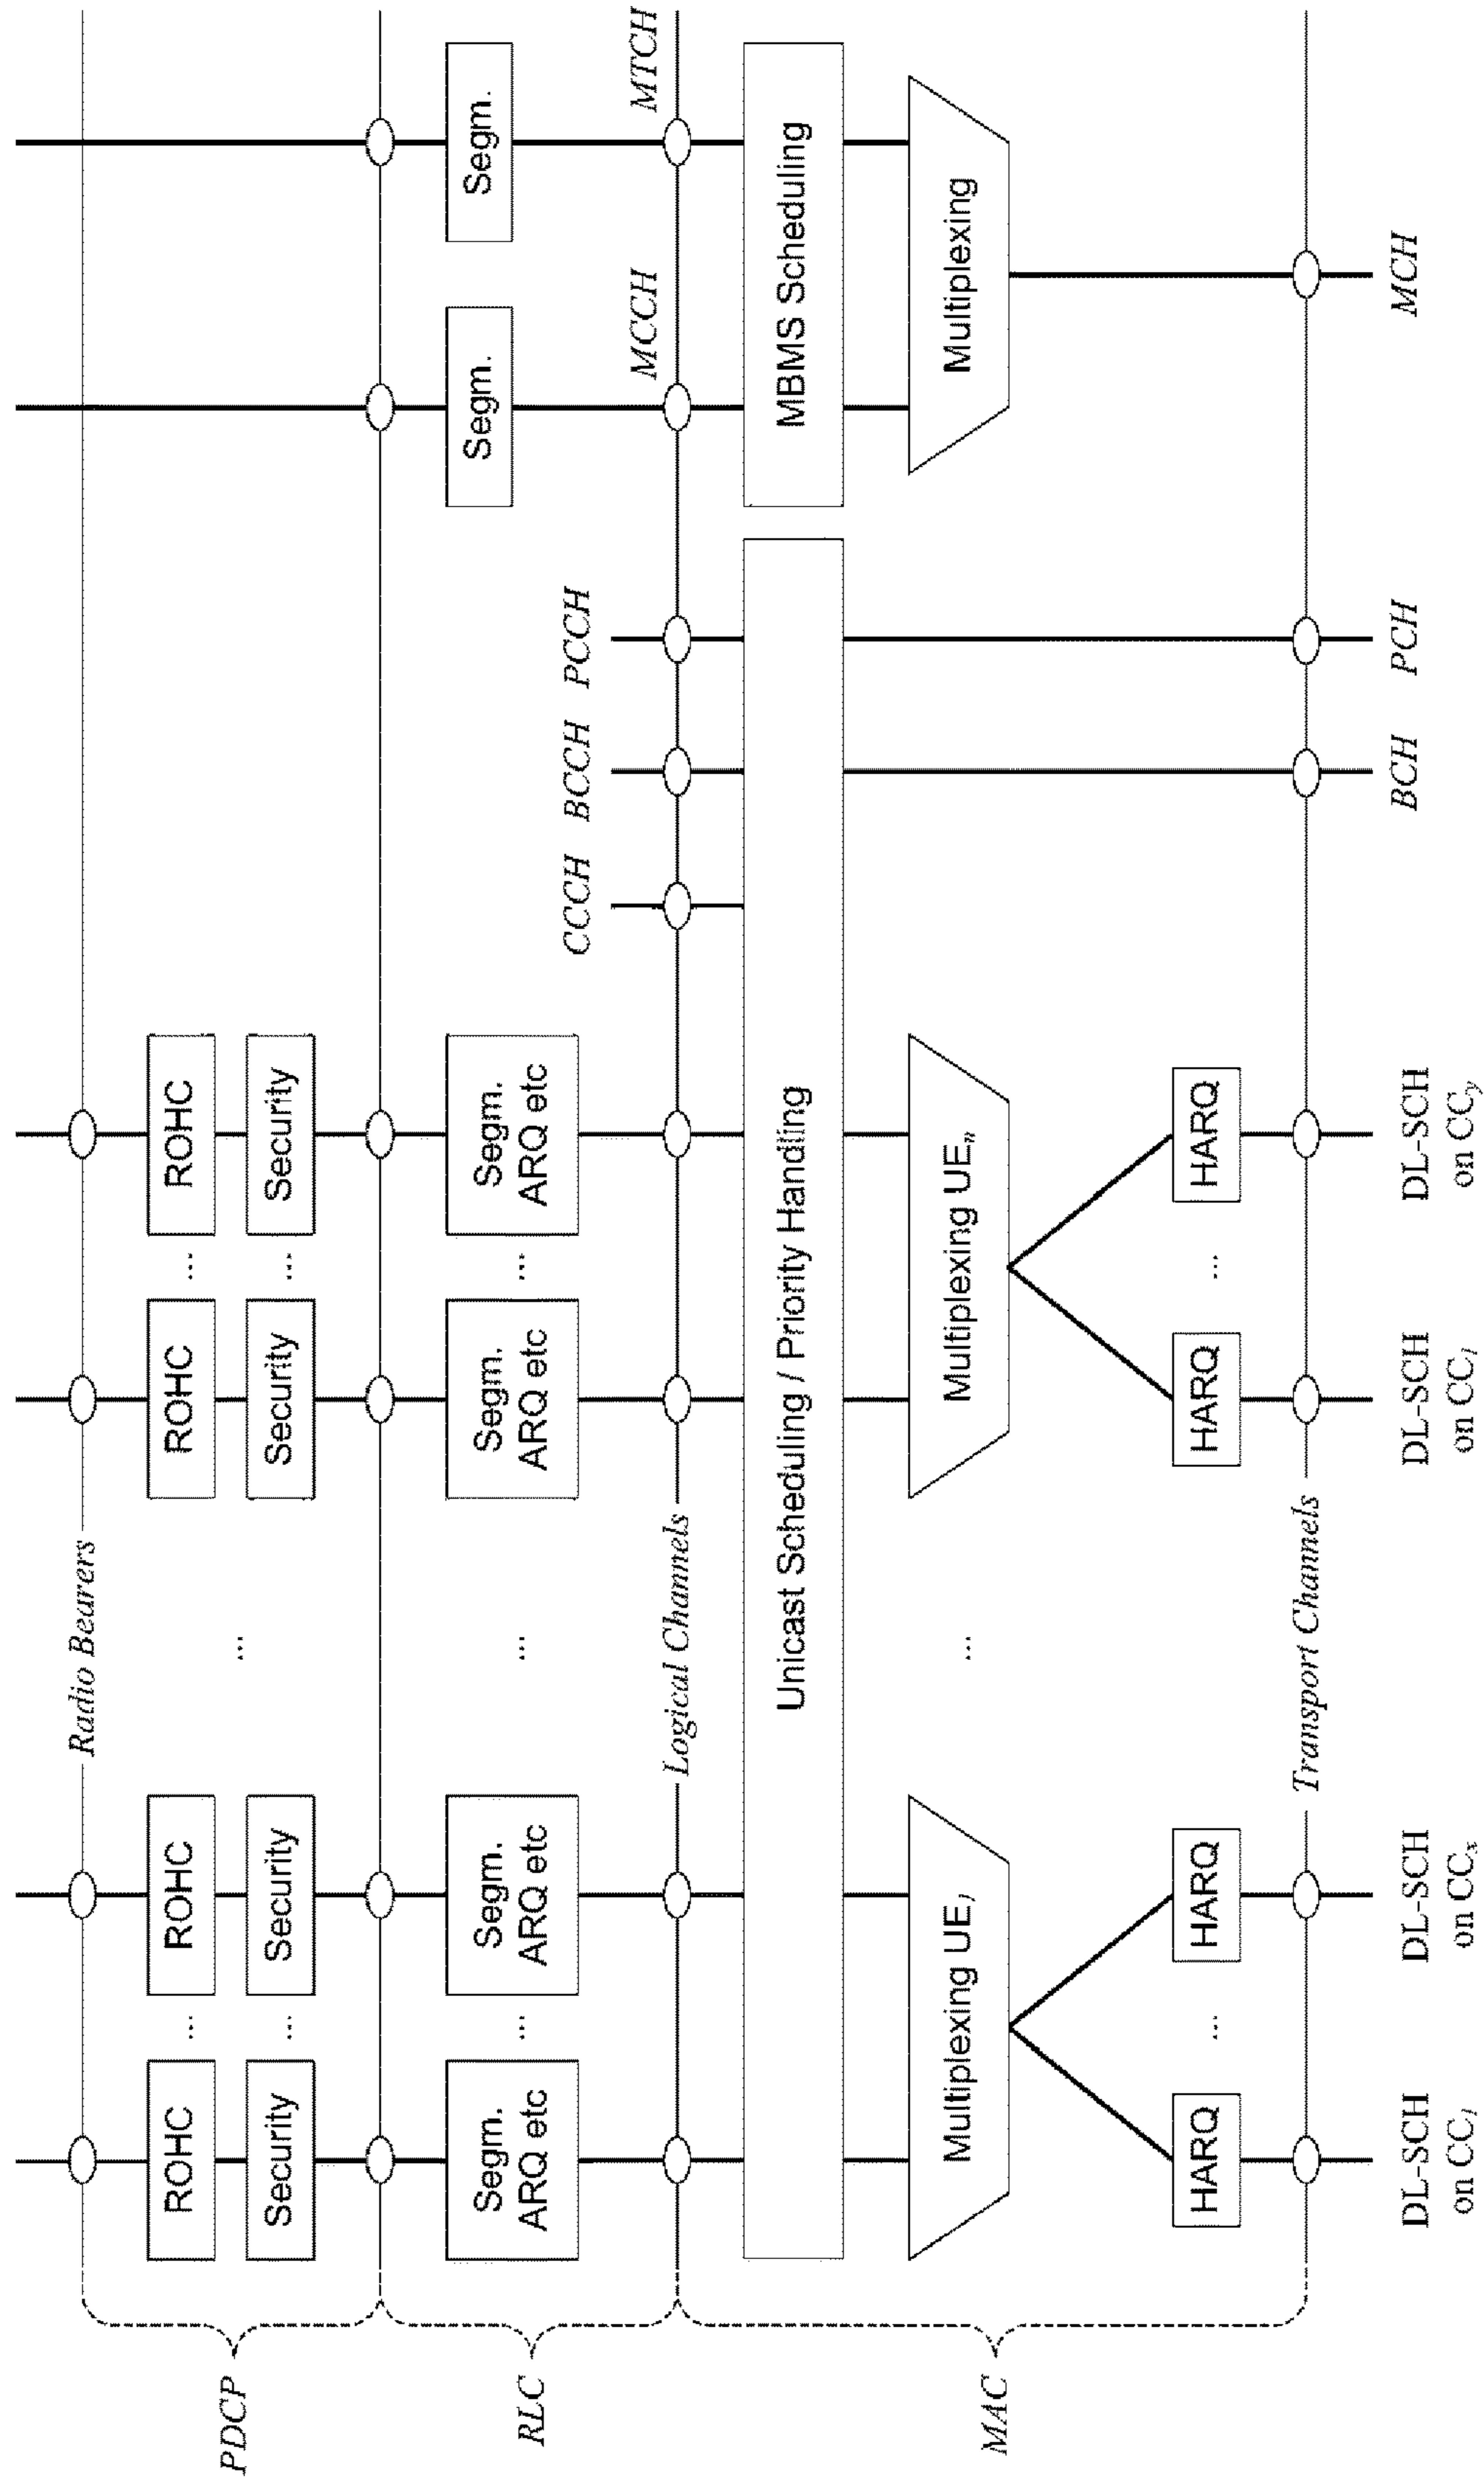 Radio Bearers
PDCP
ROHC
...
ROHC
ROHC
...
ROHC
...
Security
...
Security
Security
...
Security
RLC
Segm.
ARQ etc
...
Segm.
ARQ etc
...
Segm.
ARQ etc
...
Segm.
ARQ etc
Segm.
Segm.
CCCH
BCCH
PCCH
MCCH
MTCH
Logical Channels
MAC
Unicast Scheduling / Priority Handling
MBMS Scheduling
Multiplexing UE₁
...
Multiplexing UEₙ
Multiplexing
HARQ
...
HARQ
HARQ
...
HARQ
Transport Channels
DL-SCH
on CC₁
DL-SCH
on CCₓ
DL-SCH
on CC₁
DL-SCH
on CCy
BCH
PCH
MCH